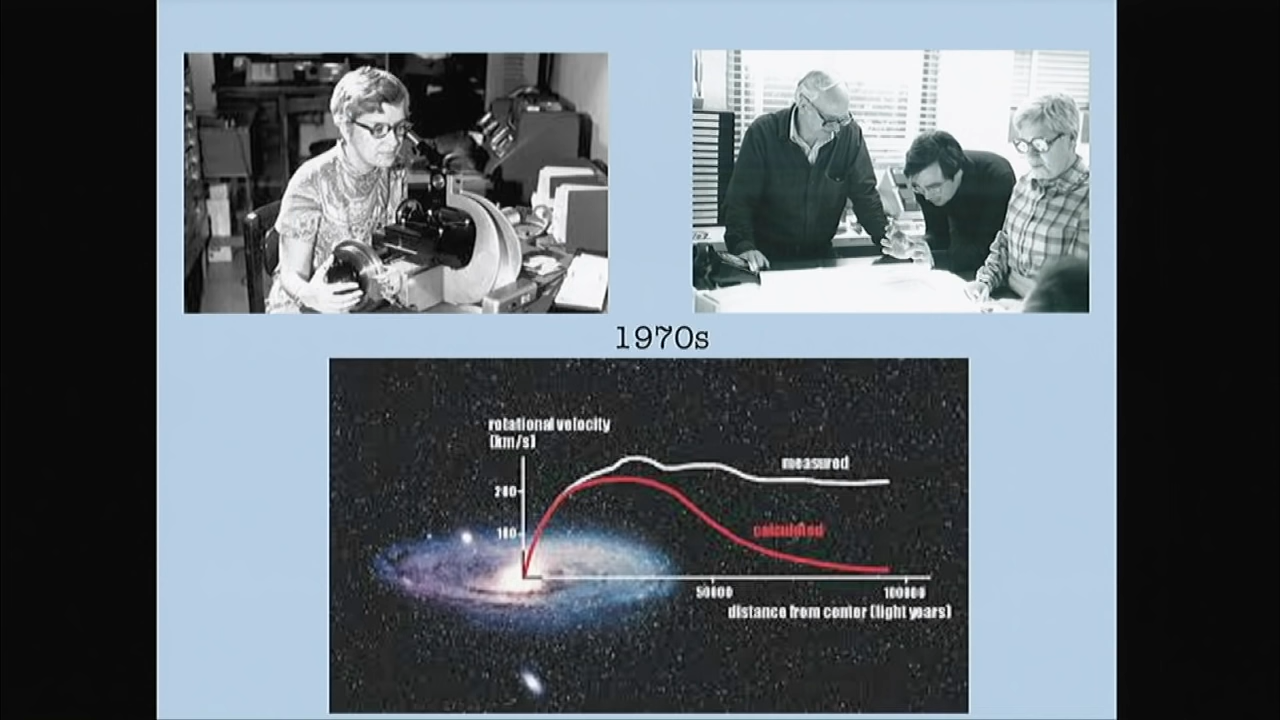 1970s
rotational velocity
(km/s)
measured
200
calculated
100
50000 100000
distance from center (light years)